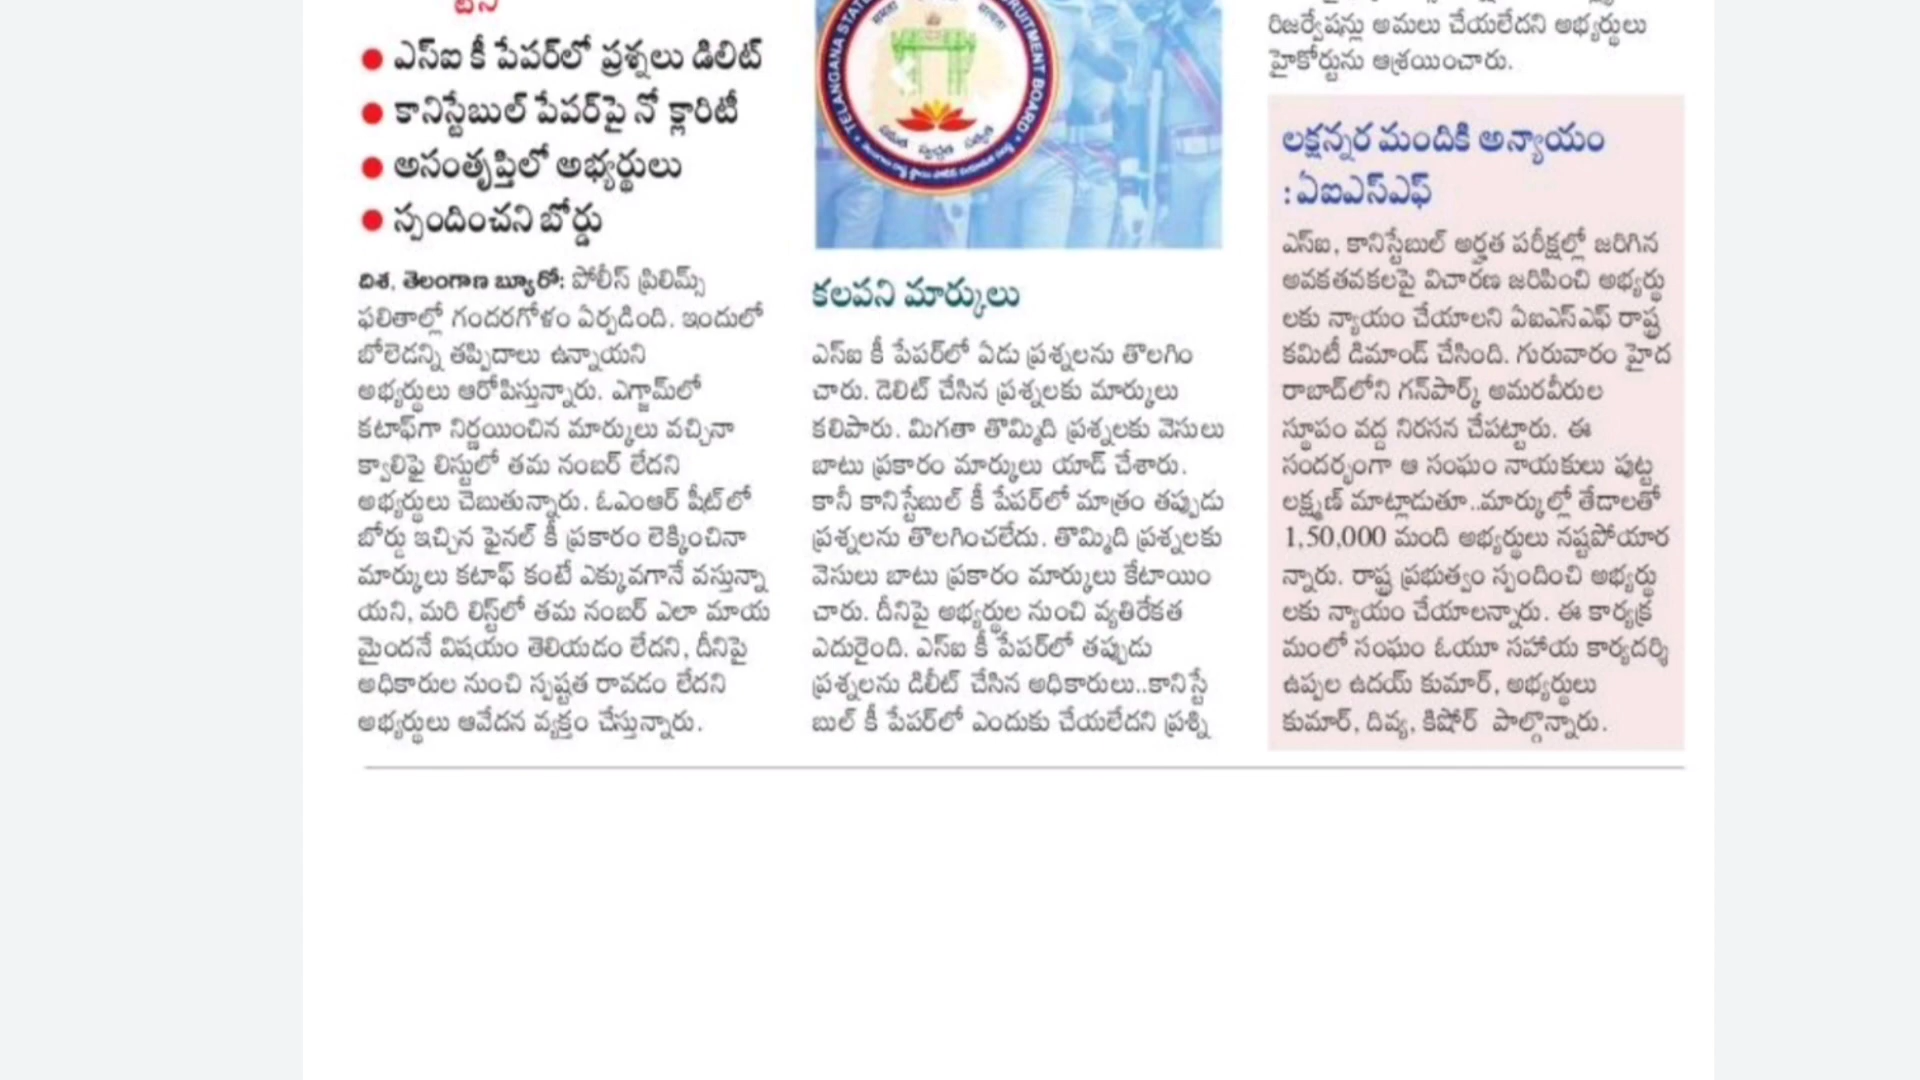 ● ఎస్ఐ కీ పేపర్‌లో ప్రశ్నలు డిలిట్
● కానిస్టేబుల్ పేపర్‌పై నో క్లారిటీ
● అసంతృప్తిలో అభ్యర్థులు
● స్పందించని బోర్డు
దిశ, తెలంగాణ బ్యూరో: పోలీస్ ప్రిలిమ్స్
ఫలితాల్లో గందరగోళం ఏర్పడింది. ఇందులో
బోలెడన్ని తప్పిదాలు ఉన్నాయని
అభ్యర్థులు ఆరోపిస్తున్నారు. ఎగ్జామ్‌లో
కటాఫ్‌గా నిర్ణయించిన మార్కులు వచ్చినా
క్వాలిఫై లిస్టులో తమ నంబర్ లేదని
అభ్యర్థులు చెబుతున్నారు. ఓఎంఆర్ షీట్‌లో
బోర్డు ఇచ్చిన ఫైనల్ కీ ప్రకారం లెక్కించినా
మార్కులు కటాఫ్ కంటే ఎక్కువగానే వస్తున్నా
యని, మరి లిస్ట్‌లో తమ నంబర్ ఎలా మాయ
మైందనే విషయం తెలియడం లేదని, దీనిపై
అధికారుల నుంచి స్పష్టత రావడం లేదని
అభ్యర్థులు ఆవేదన వ్యక్తం చేస్తున్నారు.
TELANGANA STATE
RUITMENT BOARD
కలపని మార్కులు
ఎస్ఐ కీ పేపర్‌లో ఏడు ప్రశ్నలను తొలగిం
చారు. డెలిట్ చేసిన ప్రశ్నలకు మార్కులు
కలిపారు. మిగతా తొమ్మిది ప్రశ్నలకు వెసులు
బాటు ప్రకారం మార్కులు యాడ్ చేశారు.
కానీ కానిస్టేబుల్ కీ పేపర్‌లో మాత్రం తప్పుడు
ప్రశ్నలను తొలగించలేదు. తొమ్మిది ప్రశ్నలకు
వెసులు బాటు ప్రకారం మార్కులు కేటాయిం
చారు. దీనిపై అభ్యర్థుల నుంచి వ్యతిరేకత
ఎదురైంది. ఎస్ఐ కీ పేపర్‌లో తప్పుడు
ప్రశ్నలను డిలీట్ చేసిన అధికారులు..కానిస్టే
బుల్ కీ పేపర్‌లో ఎందుకు చేయలేదని ప్రశ్ని
రిజర్వేషన్లు అమలు చేయలేదని అభ్యర్థులు
హైకోర్టును ఆశ్రయించారు.
లక్షన్నర మందికి అన్యాయం
: ఏఐఎస్ఎఫ్
ఎస్ఐ, కానిస్టేబుల్ అర్హత పరీక్షల్లో జరిగిన
అవకతవకలపై విచారణ జరిపించి అభ్యర్థు
లకు న్యాయం చేయాలని ఏఐఎస్ఎఫ్ రాష్ట్ర
కమిటీ డిమాండ్ చేసింది. గురువారం హైద
రాబాద్‌లోని గన్‌పార్క్ అమరవీరుల
స్థూపం వద్ద నిరసన చేపట్టారు. ఈ
సందర్భంగా ఆ సంఘం నాయకులు పుట్ట
లక్ష్మణ్ మాట్లాడుతూ..మార్కుల్లో తేడాలతో
1,50,000 మంది అభ్యర్థులు నష్టపోయార
న్నారు. రాష్ట్ర ప్రభుత్వం స్పందించి అభ్యర్థు
లకు న్యాయం చేయాలన్నారు. ఈ కార్యక్ర
మంలో సంఘం ఓయూ సహాయ కార్యదర్శి
ఉప్పల ఉదయ్ కుమార్, అభ్యర్థులు
కుమార్, దివ్య, కిషోర్ పాల్గొన్నారు.